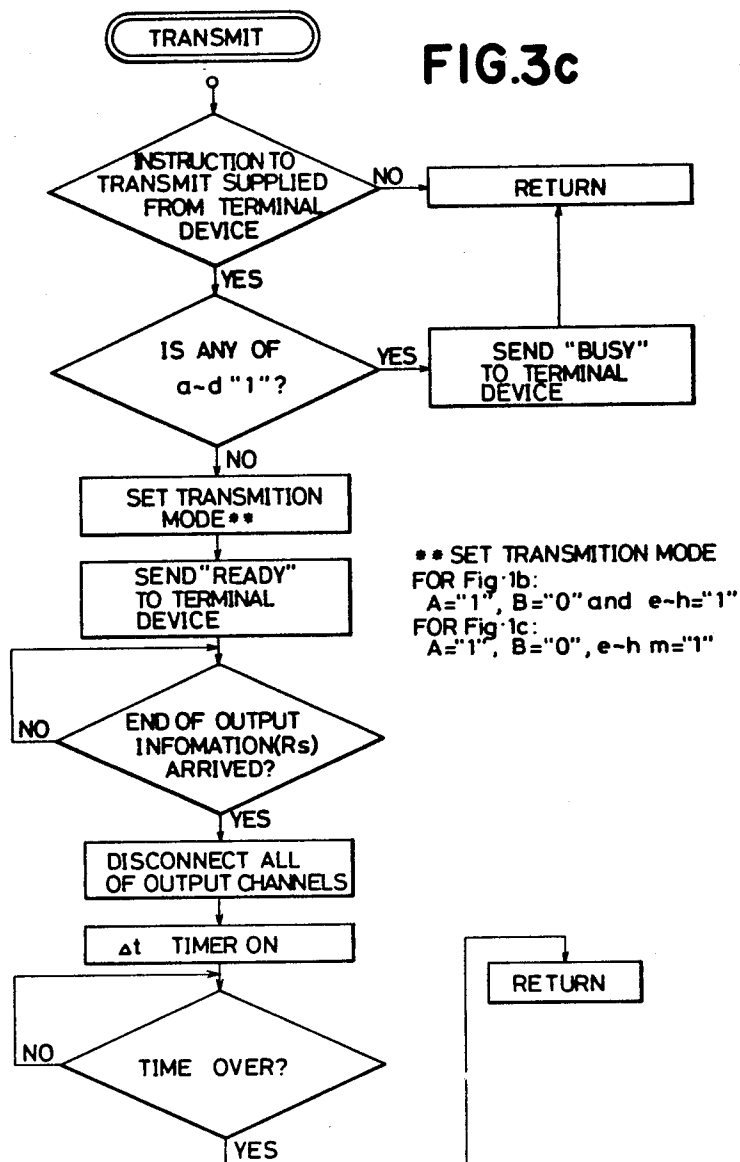 TRANSMIT
FIG.3c
INSTRUCTION TO
TRANSMIT SUPPLIED
FROM TERMINAL
DEVICE
NO
RETURN
YES
IS ANY OF
a~d "1"?
YES
SEND "BUSY"
TO TERMINAL
DEVICE
NO
SET TRANSMITION
MODE**
SEND "READY"
TO TERMINAL
DEVICE
** SET TRANSMITION MODE
FOR Fig·1b:
A="1", B="0" and e~h="1"
FOR Fig·1c:
A="1", B="0", e~h m="1"
NO
END OF OUTPUT
INFOMATION(Rs)
ARRIVED?
YES
DISCONNECT ALL
OF OUTPUT CHANNELS
Δt TIMER ON
RETURN
NO
TIME OVER?
YES